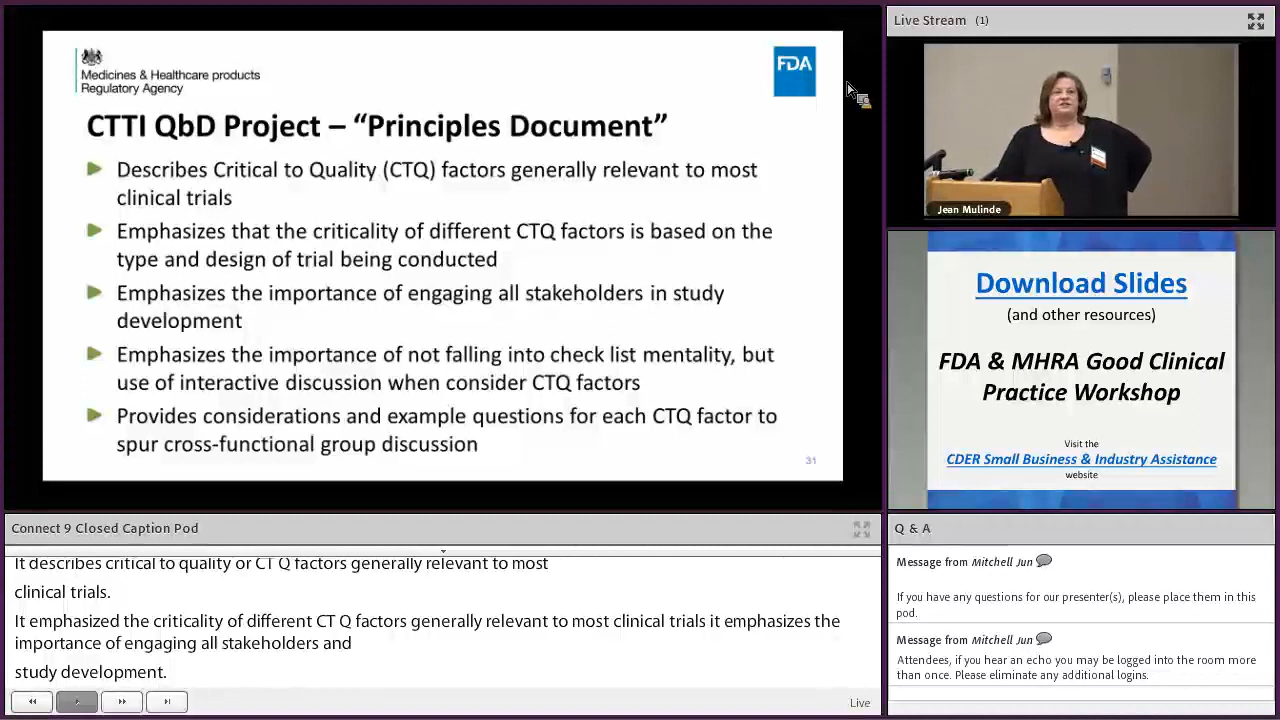 Medicines & Healthcare products
Regulatory Agency
FDA
CTTI QbD Project – “Principles Document”
Describes Critical to Quality (CTQ) factors generally relevant to most
clinical trials
Emphasizes that the criticality of different CTQ factors is based on the
type and design of trial being conducted
Emphasizes the importance of engaging all stakeholders in study
development
Emphasizes the importance of not falling into check list mentality, but
use of interactive discussion when consider CTQ factors
Provides considerations and example questions for each CTQ factor to
spur cross-functional group discussion
31
Live Stream (1)
Jean Mulinde
Download Slides
(and other resources)
FDA & MHRA Good Clinical
Practice Workshop
Visit the
CDER Small Business & Industry Assistance
website
Connect 9 Closed Caption Pod
It describes critical to quality or CT Q factors generally relevant to most
clinical trials.
It emphasized the criticality of different CT Q factors generally relevant to most clinical trials it emphasizes the
importance of engaging all stakeholders and
study development.
Live
Q & A
Message from Mitchell Jun
If you have any questions for our presenter(s), please place them in this
pod.
Message from Mitchell Jun
Attendees, if you hear an echo you may be logged into the room more
than once. Please eliminate any additional logins.